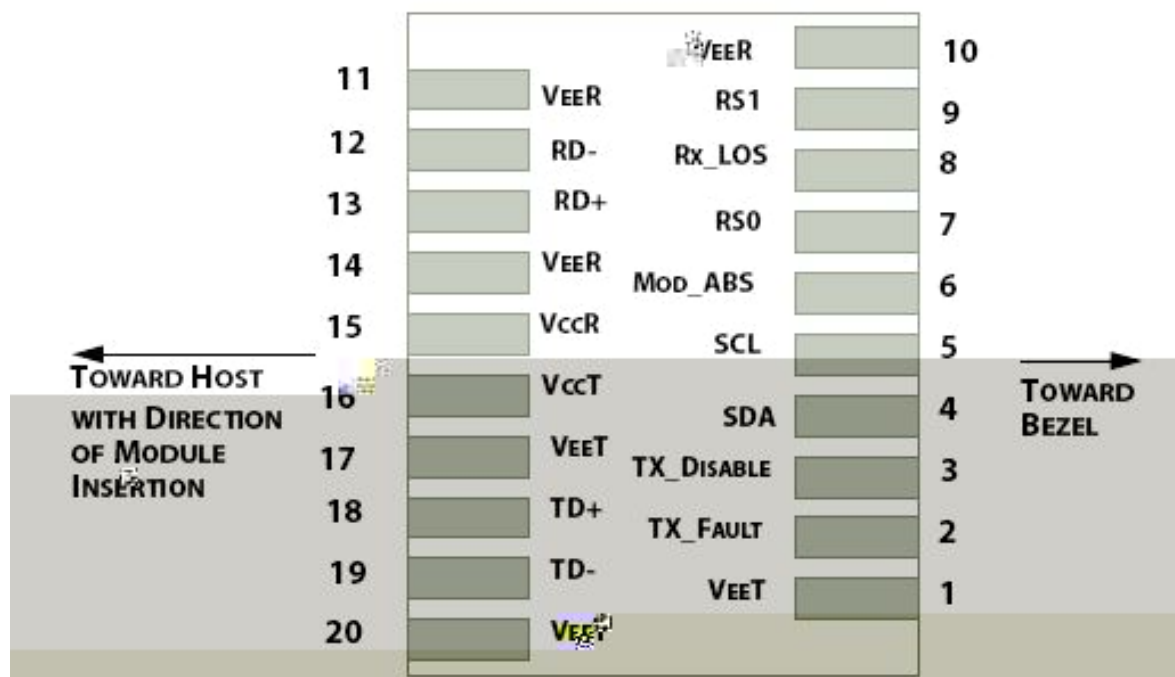 VEER 10
11 VEER
RS1 9
12 RD-
Rx_LOS 8
13 RD+
RS0 7
14 VEER
MOD_ABS 6
15 VccR
SCL 5
TOWARD HOST
WITH DIRECTION
OF MODULE
INSERTION
16 VccT
TOWARD
BEZEL
SDA 4
17 VEET
TX_DISABLE 3
18 TD+
TX_FAULT 2
19 TD-
VEET 1
20 VEET